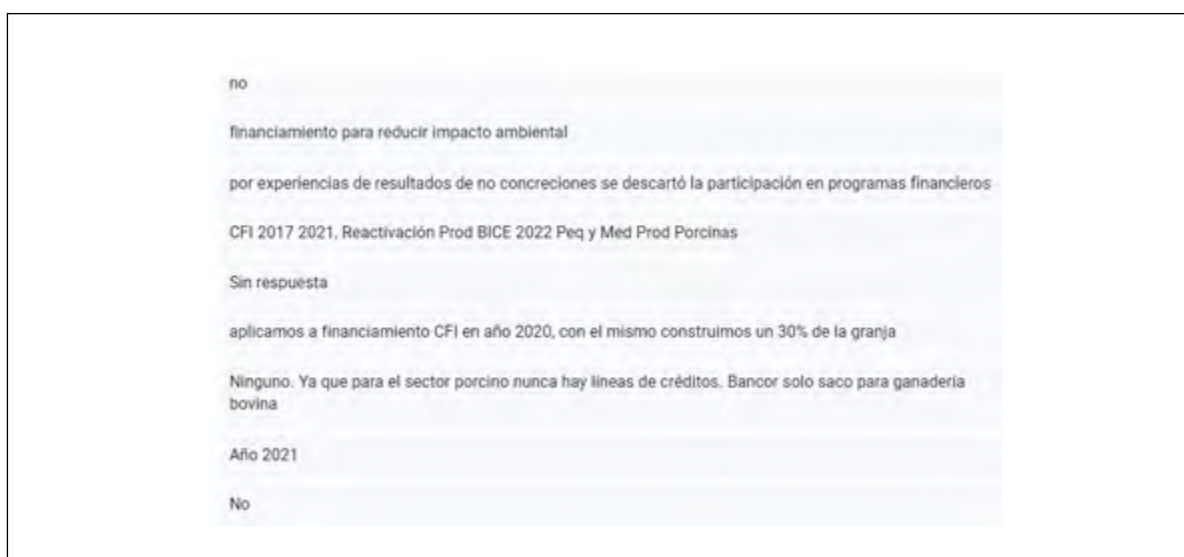 no
financiamiento para reducir impacto ambiental
por experiencias de resultados de no concreciones se descartó la participación en programas financieros
CFI 2017 2021, Reactivación Prod BICE 2022 Peq y Med Prod Porcinas
Sin respuesta
aplicamos a financiamiento CFI en año 2020, con el mismo construimos un 30% de la granja
Ninguno. Ya que para el sector porcino nunca hay líneas de créditos. Bancor solo saco para ganadería
bovina
Año 2021
No